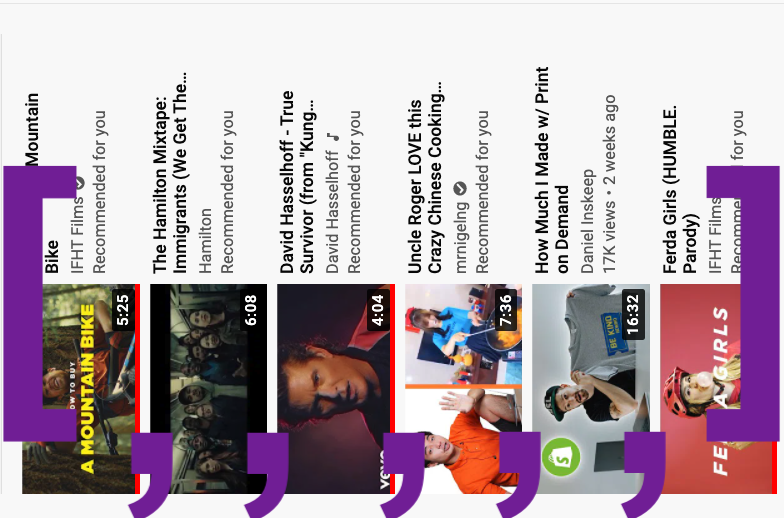 Mountain
Bike
IFHT Films
Recommended for you
OW TO BUY
A MOUNTAIN BIKE
5:25
The Hamilton Mixtape:
Immigrants (We Get The...
Hamilton
Recommended for you
6:08
David Hasselhoff - True
Survivor (from "Kung...
David Hasselhoff
Recommended for you
vevo
4:04
Uncle Roger LOVE this
Crazy Chinese Cooking...
mrnigelng
Recommended for you
7:36
How Much I Made w/ Print
on Demand
Daniel Inskeep
17K views • 2 weeks ago
BE KIND
16:32
Ferda Girls (HUMBLE.
Parody)
IFHT Films
Recommended for you
FE A GIRLS
[ , , , , , ]